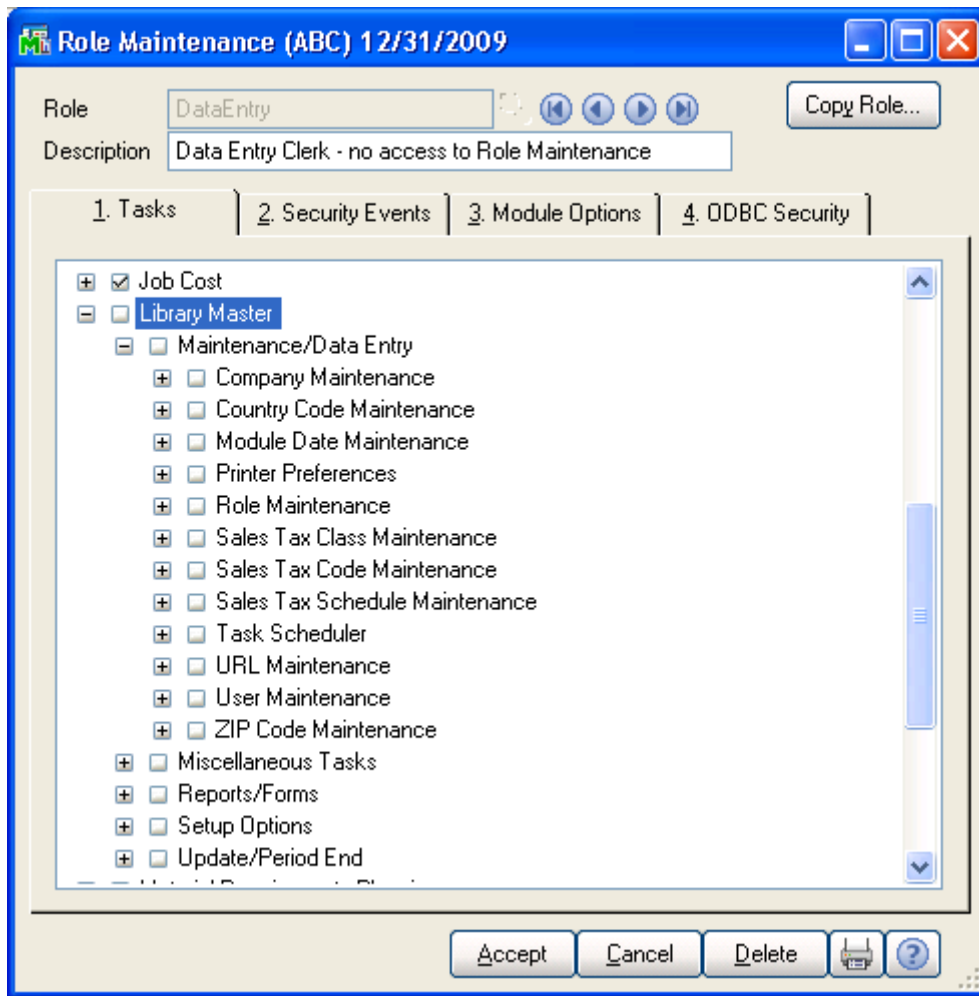 Role Maintenance (ABC) 12/31/2009
Role DataEntry Copy Role...
Description Data Entry Clerk - no access to Role Maintenance
1. Tasks 2. Security Events 3. Module Options 4. ODBC Security
Job Cost
Library Master
Maintenance/Data Entry
Company Maintenance
Country Code Maintenance
Module Date Maintenance
Printer Preferences
Role Maintenance
Sales Tax Class Maintenance
Sales Tax Code Maintenance
Sales Tax Schedule Maintenance
Task Scheduler
URL Maintenance
User Maintenance
ZIP Code Maintenance
Miscellaneous Tasks
Reports/Forms
Setup Options
Update/Period End
Accept Cancel Delete